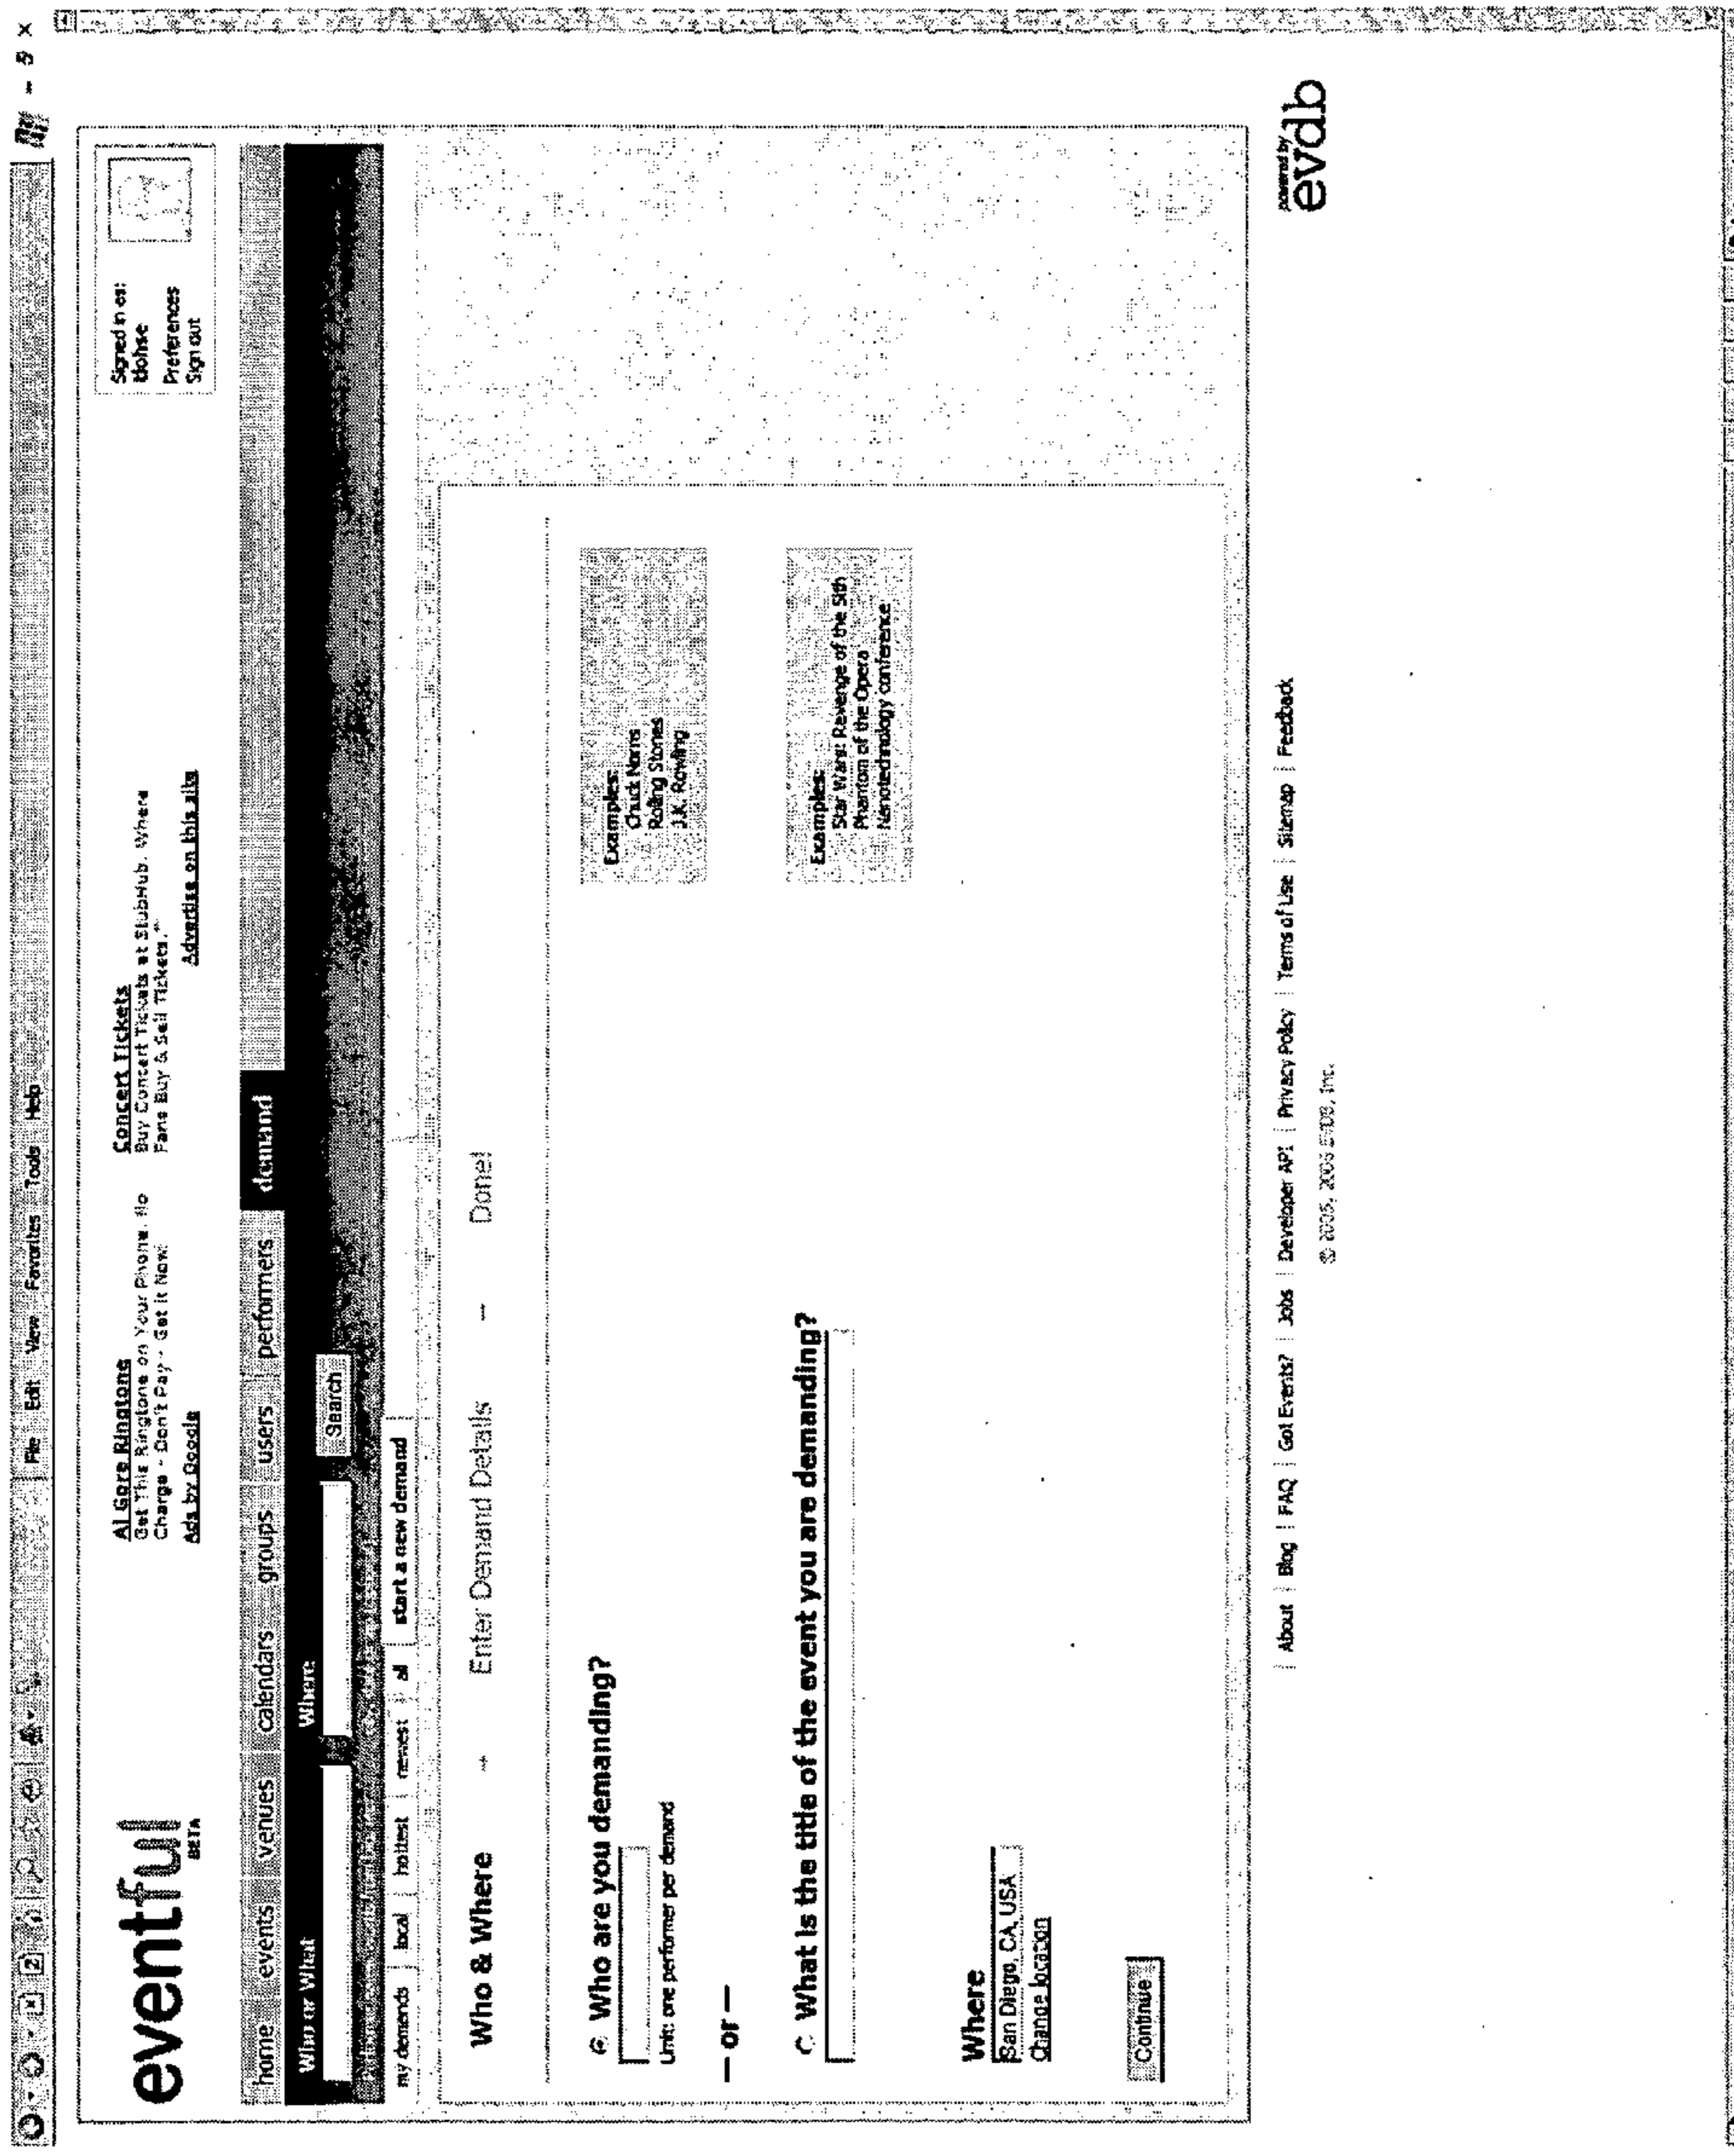 File Edit View Favorites Tools Help
eventful
BETA
Al Gore Ringtone
Get This Ringtone on Your Phone. No
Charge - Don't Pay - Get it Now!
Ads by Google
Concert Tickets
Buy Concert Tickets at StubHub. Where
Fans Buy & Sell Tickets.™
Advertise on this site
Signed in as:
Preferences
Sign out
home events venues calendars groups users performers demand
Who or What
Where
Search
my demands local hottest newest all start a new demand
Who & Where → Enter Demand Details → Done!
Who are you demanding?
Limit: one performer per demand
Examples:
Chuck Norris
Rolling Stones
J.K. Rowling
— or —
What is the title of the event you are demanding?
Examples:
Star Wars: Revenge of the Sith
Phantom of the Opera
Nanotechnology conference
Where
San Diego, CA, USA
Change location
Continue
| About | Blog | FAQ | Got Events? | Jobs | Developer API | Privacy Policy | Terms of Use | Sitemap | Feedback
© 2005, 2006 EVDB, Inc.
powered by
evdb